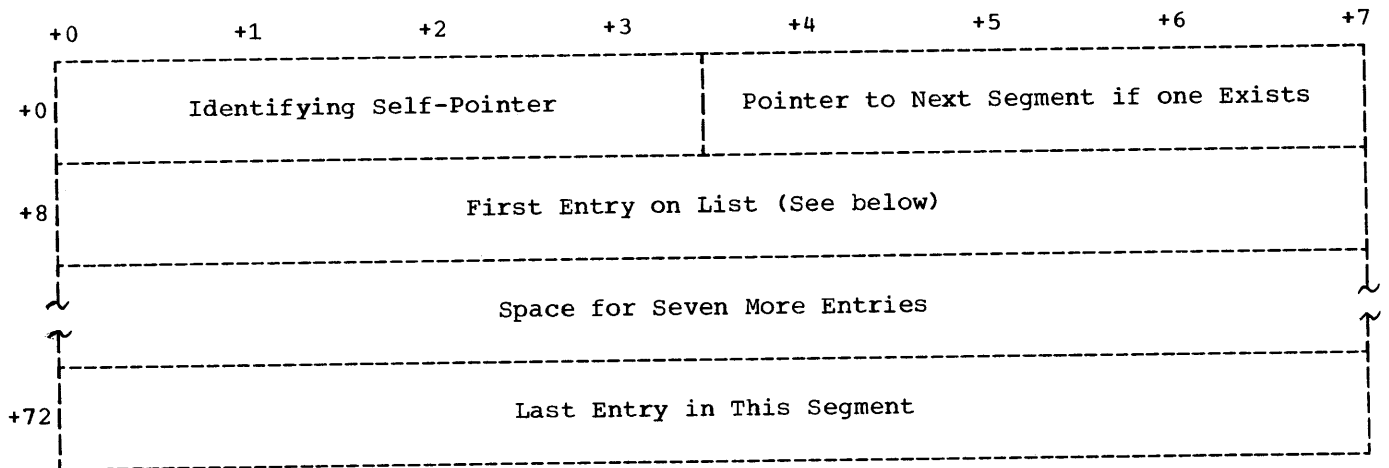 +0 +1 +2 +3 +4 +5 +6 +7
+0 Identifying Self-Pointer Pointer to Next Segment if one Exists
+8 First Entry on List (See below)
Space for Seven More Entries
+72 Last Entry in This Segment